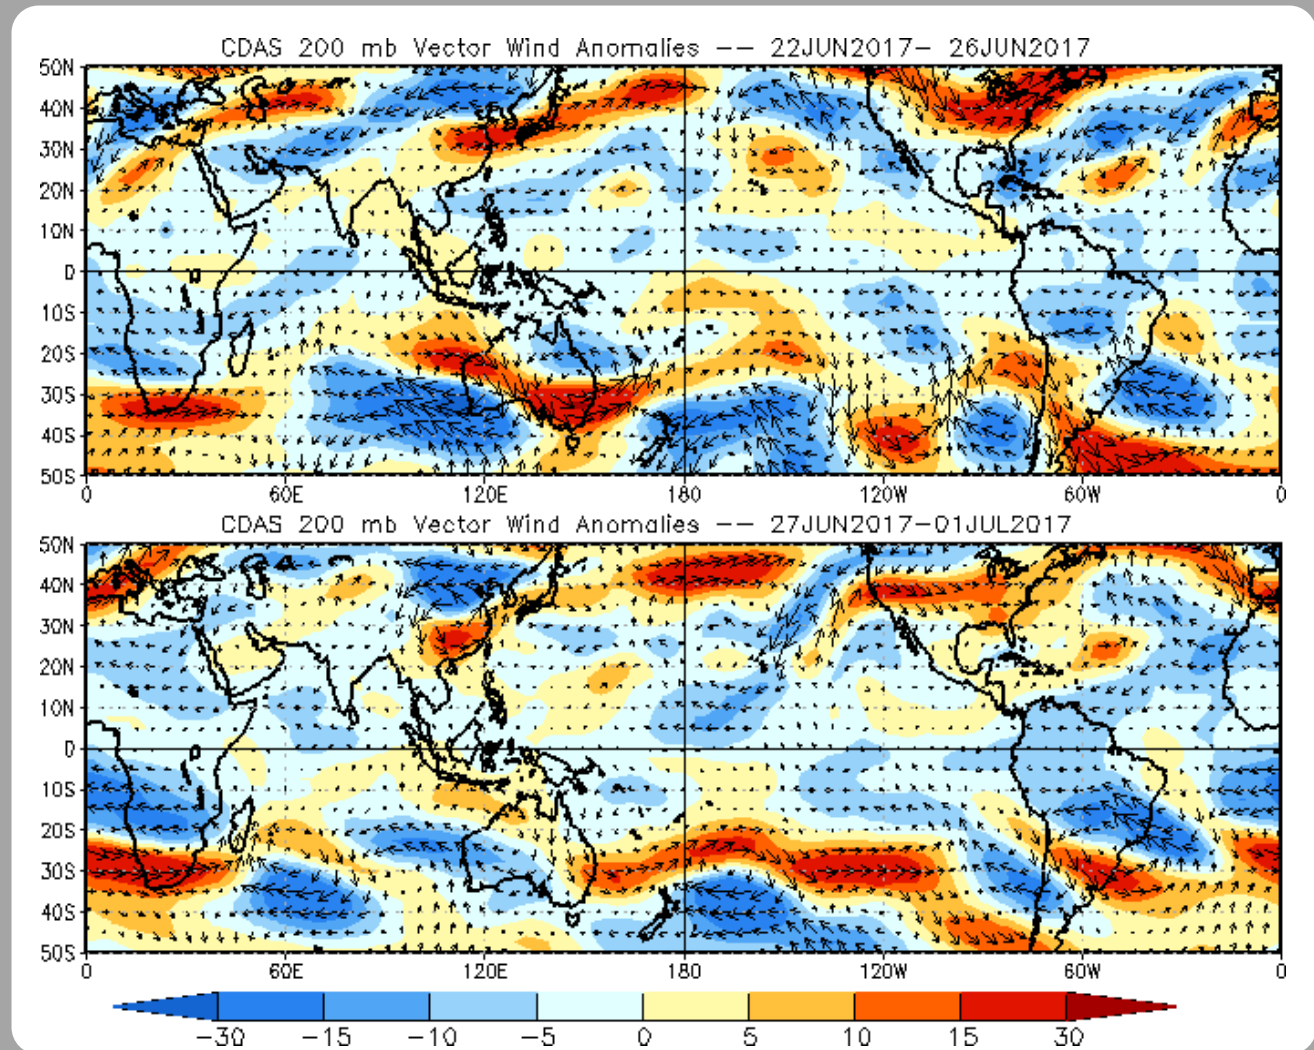 CDAS 200 mb Vector Wind Anomalies -- 22JUN2017- 26JUN2017
50N
40N
30N
20N
10N
0
10S
20S
30S
40S
50S
0 60E 120E 180 120W 60W 0
CDAS 200 mb Vector Wind Anomalies -- 27JUN2017-01JUL2017
50N
40N
30N
20N
10N
0
10S
20S
30S
40S
50S
0 60E 120E 180 120W 60W 0
-30 -15 -10 -5 0 5 10 15 30